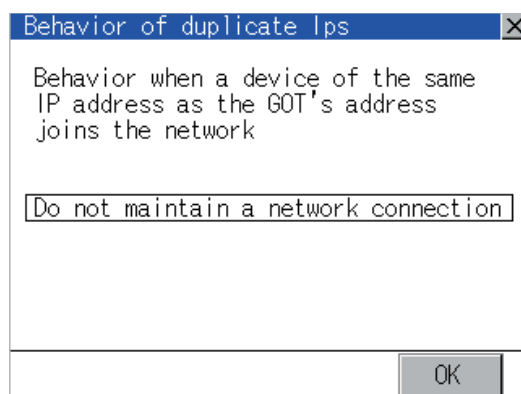 Behavior of duplicate Ips
Behavior when a device of the same
IP address as the GOT's address
joins the network
Do not maintain a network connection
OK